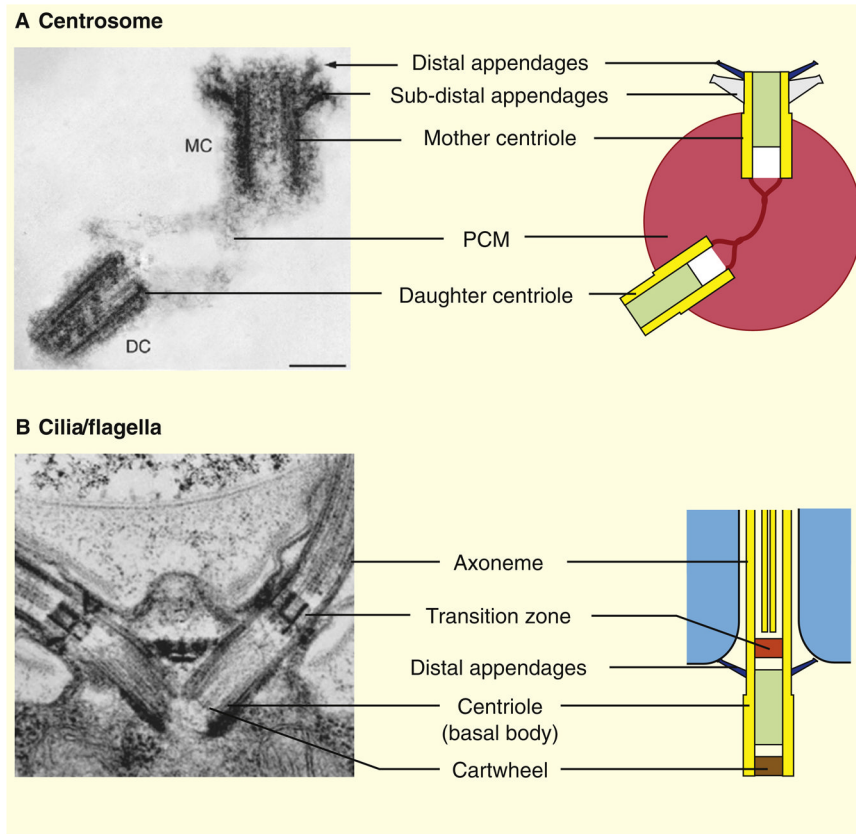 A Centrosome
Distal appendages
Sub-distal appendages
MC
Mother centriole
PCM
Daughter centriole
DC
B Cilia/flagella
Axoneme
Transition zone
Distal appendages
Centriole
(basal body)
Cartwheel